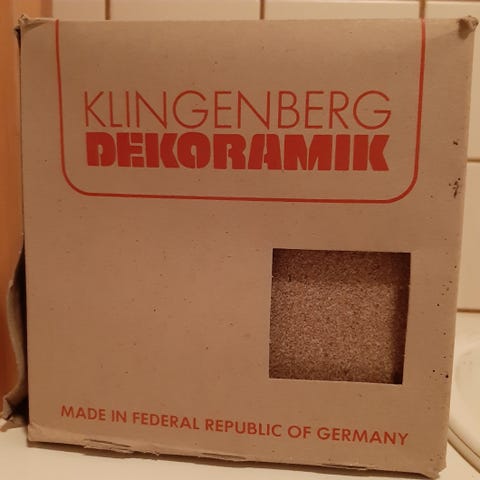 KLINGENBERG
DEKORAMIK
MADE IN FEDERAL REPUBLIC OF GERMANY